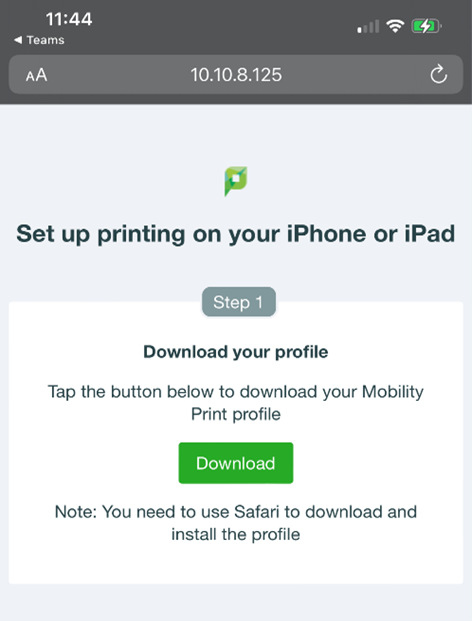 11:44
◀ Teams
AA
10.10.8.125
Set up printing on your iPhone or iPad
Step 1
Download your profile
Tap the button below to download your Mobility
Print profile
Download
Note: You need to use Safari to download and
install the profile